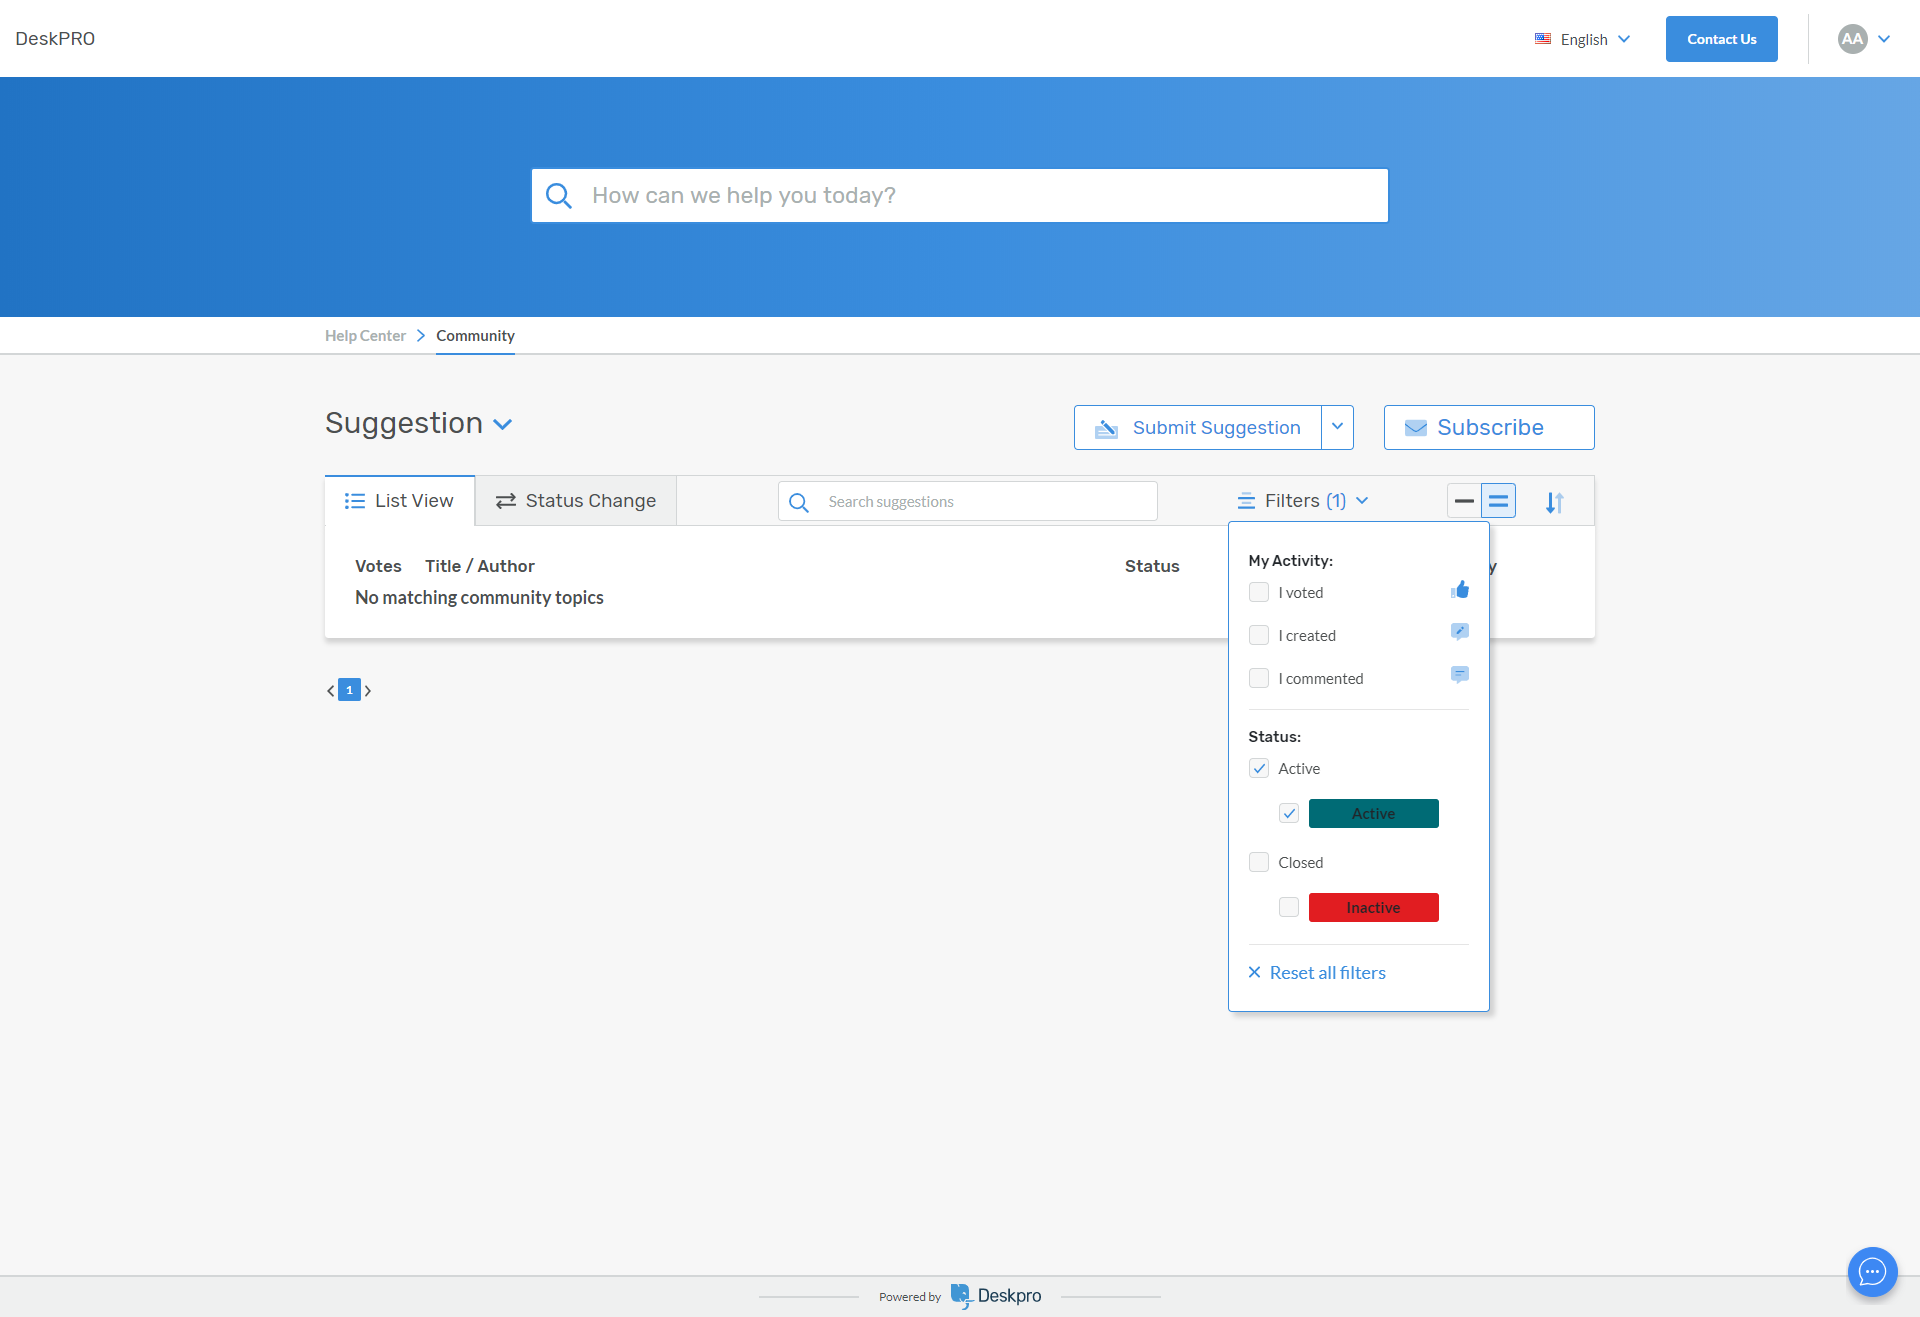 DeskPRO
English
Contact Us
AA
How can we help you today?
Help Center
Community
Suggestion
Submit Suggestion
Subscribe
List View
Status Change
Search suggestions
Filters (1)
Votes Title / Author Status y
No matching community topics
My Activity:
I voted
I created
I commented
Status:
Active
Active
Closed
Inactive
Reset all filters
1
Powered by Deskpro